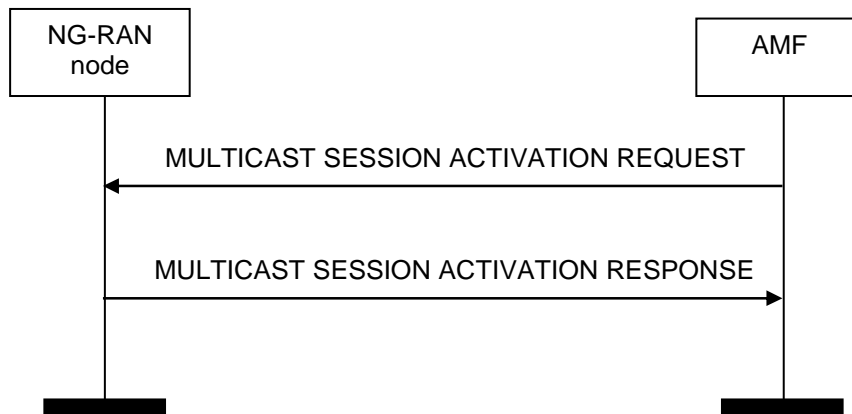 NG-RAN
node
AMF
MULTICAST SESSION ACTIVATION REQUEST
MULTICAST SESSION ACTIVATION RESPONSE